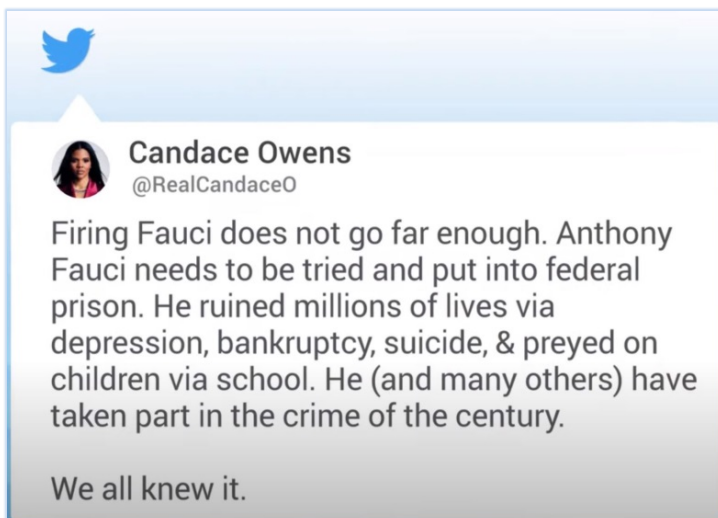 Candace Owens
@RealCandaceO
Firing Fauci does not go far enough. Anthony
Fauci needs to be tried and put into federal
prison. He ruined millions of lives via
depression, bankruptcy, suicide, & preyed on
children via school. He (and many others) have
taken part in the crime of the century.
We all knew it.